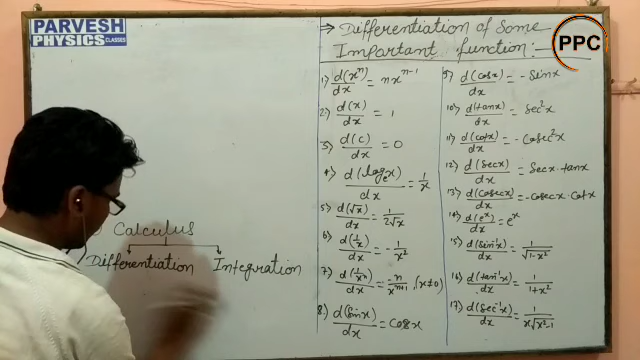 PARVESH
PHYSICS CLASSES
→ Differentiation of Some
Important function:—
PPC
1) d(xⁿ)/dx = nxⁿ⁻¹
2) d(x)/dx = 1
3) d(c)/dx = 0
4) d(logₑx)/dx = 1/x
5) d(√x)/dx = 1/2√x
6) d(1/x)/dx = -1/x²
7) d(1/xⁿ)/dx = -n/xⁿ⁺¹, (x≠0)
8) d(Sinx)/dx = Cosx
9) d(Cosx)/dx = -Sinx
10) d(tanx)/dx = Sec²x
11) d(Cotx)/dx = -Cosec²x
12) d(Secx)/dx = Secx·tanx
13) d(Cosecx)/dx = -Cosecx·Cotx
14) d(eˣ)/dx = eˣ
15) d(Sin⁻¹x)/dx = 1/√1-x²
16) d(tan⁻¹x)/dx = 1/1+x²
17) d(Sec⁻¹x)/dx = 1/x√x²-1
Calculus
Differentiation Integration